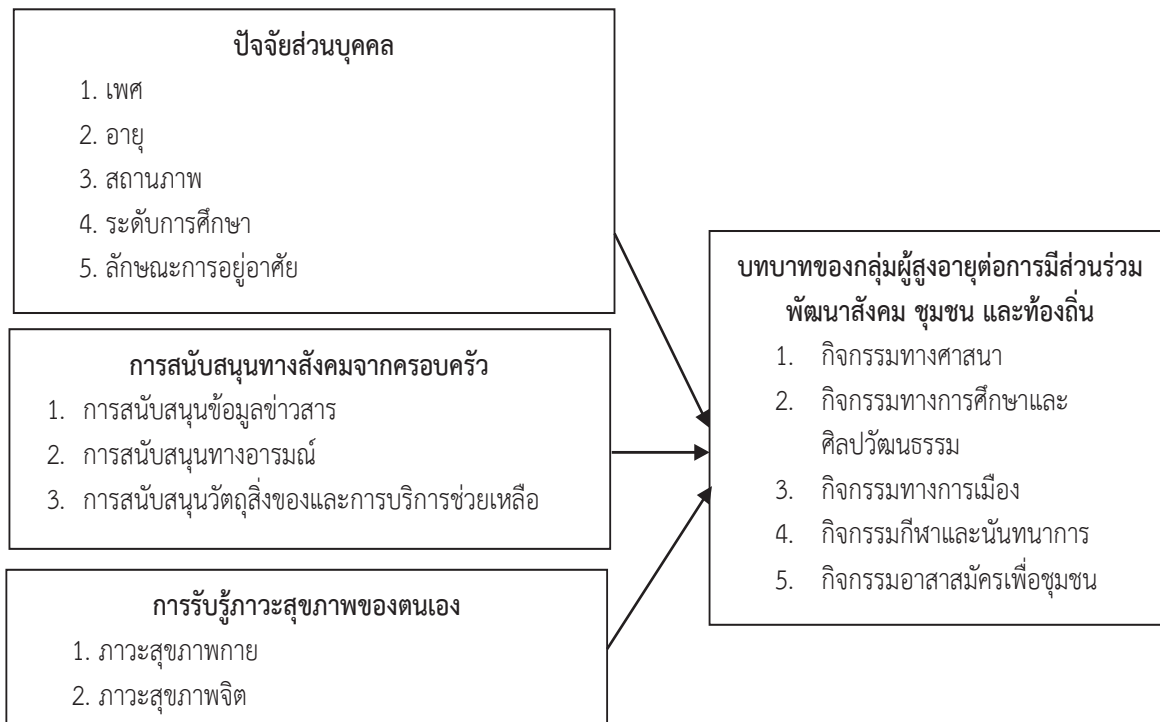 ปัจจัยส่วนบุคคล
1. เพศ
2. อายุ
3. สถานภาพ
4. ระดับการศึกษา
5. ลักษณะการอยู่อาศัย
การสนับสนุนทางสังคมจากครอบครัว
1. การสนับสนุนข้อมูลข่าวสาร
2. การสนับสนุนทางอารมณ์
3. การสนับสนุนวัตถุสิ่งของและการบริการช่วยเหลือ
การรับรู้ภาวะสุขภาพของตนเอง
1. ภาวะสุขภาพกาย
2. ภาวะสุขภาพจิต
บทบาทของกลุ่มผู้สูงอายุต่อการมีส่วนร่วม
พัฒนาสังคม ชุมชน และท้องถิ่น
1. กิจกรรมทางศาสนา
2. กิจกรรมทางการศึกษาและ
ศิลปวัฒนธรรม
3. กิจกรรมทางการเมือง
4. กิจกรรมกีฬาและนันทนาการ
5. กิจกรรมอาสาสมัครเพื่อชุมชน